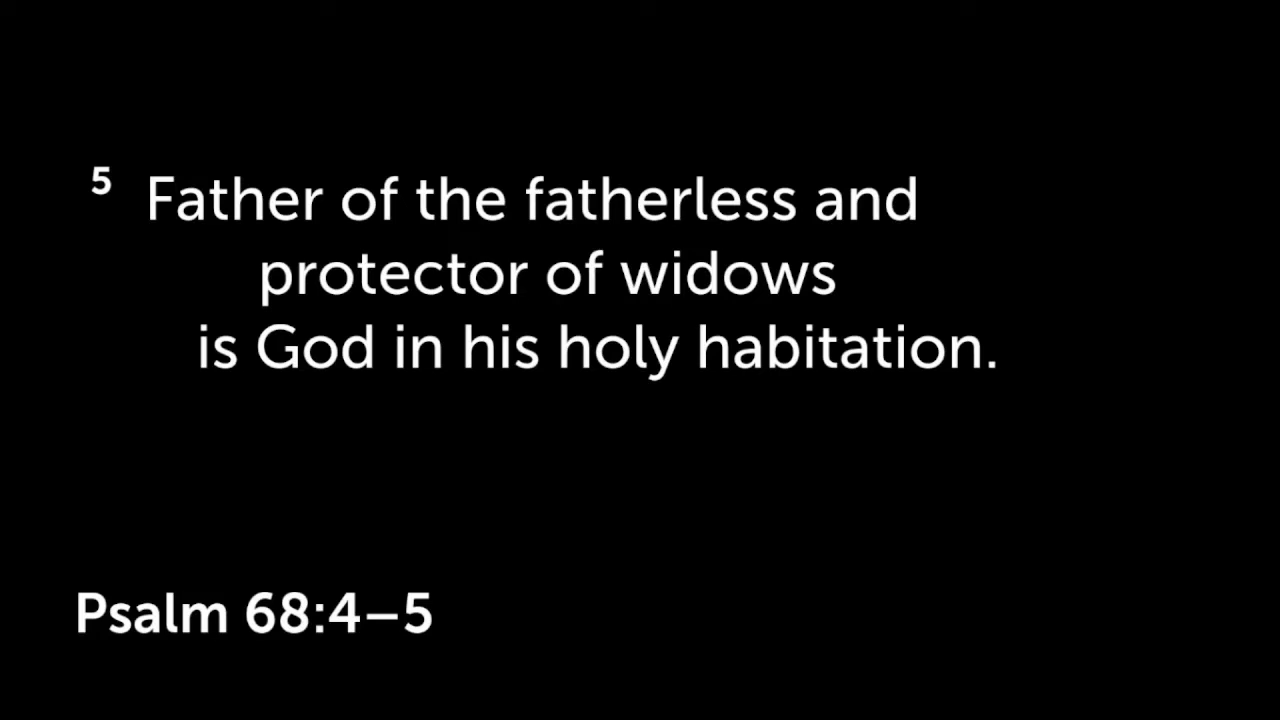 5 Father of the fatherless and
protector of widows
is God in his holy habitation.
Psalm 68:4–5